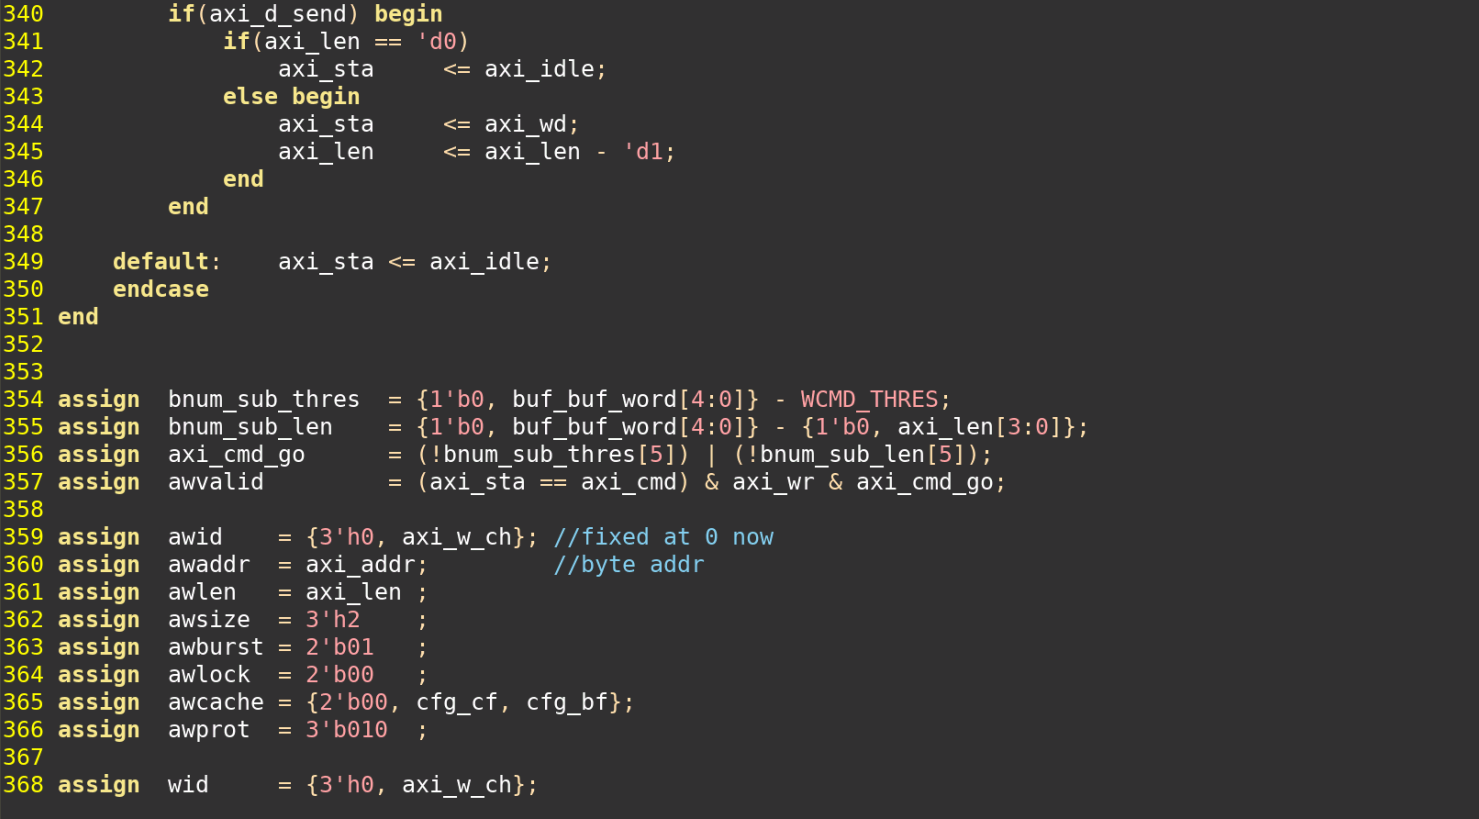 340         if(axi_d_send) begin
341             if(axi_len == 'd0)
342                 axi_sta     <= axi_idle;
343             else begin
344                 axi_sta     <= axi_wd;
345                 axi_len     <= axi_len - 'd1;
346             end
347         end
348
349     default:    axi_sta <= axi_idle;
350     endcase
351 end
352
353
354 assign  bnum_sub_thres  = {1'b0, buf_buf_word[4:0]} - WCMD_THRES;
355 assign  bnum_sub_len    = {1'b0, buf_buf_word[4:0]} - {1'b0, axi_len[3:0]};
356 assign  axi_cmd_go      = (!bnum_sub_thres[5]) | (!bnum_sub_len[5]);
357 assign  awvalid         = (axi_sta == axi_cmd) & axi_wr & axi_cmd_go;
358
359 assign  awid    = {3'h0, axi_w_ch}; //fixed at 0 now
360 assign  awaddr  = axi_addr;         //byte addr
361 assign  awlen   = axi_len ;
362 assign  awsize  = 3'h2    ;
363 assign  awburst = 2'b01   ;
364 assign  awlock  = 2'b00   ;
365 assign  awcache = {2'b00, cfg_cf, cfg_bf};
366 assign  awprot  = 3'b010  ;
367
368 assign  wid     = {3'h0, axi_w_ch};